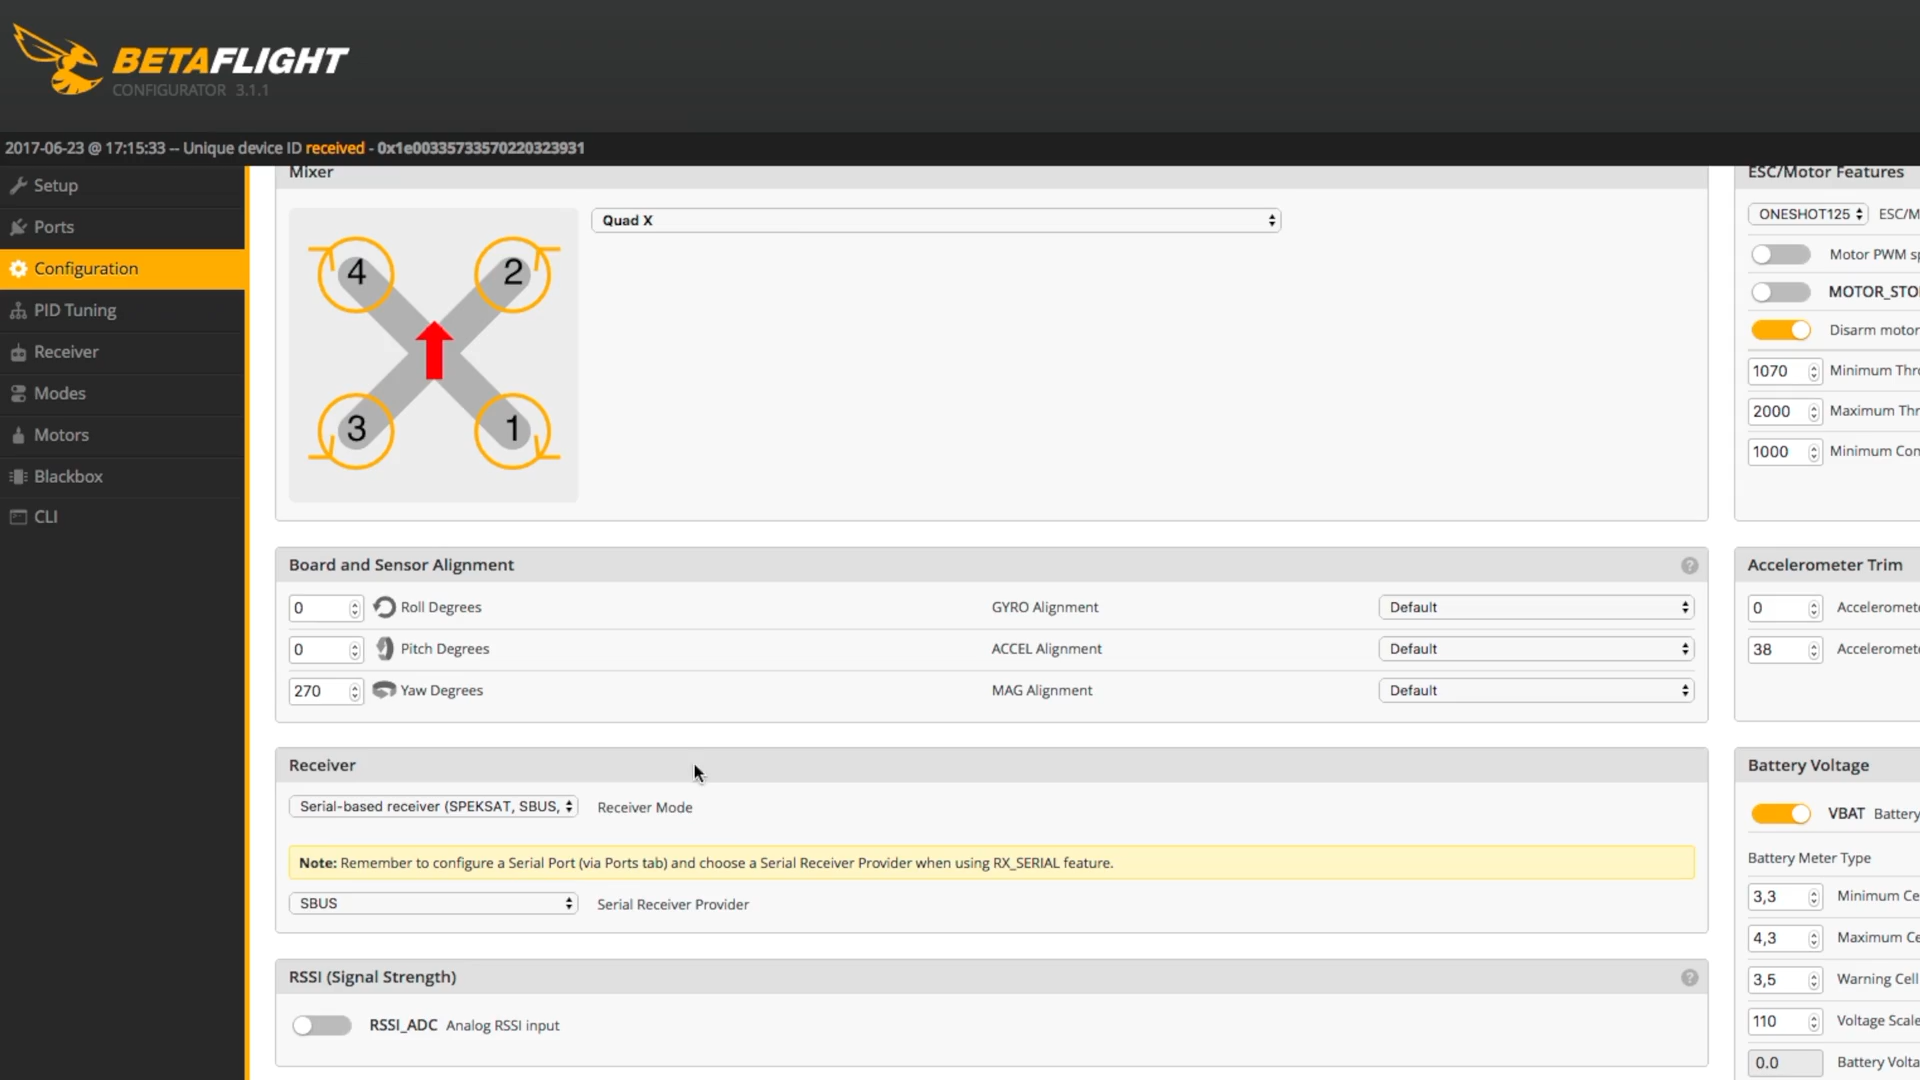 BETAFLIGHT
CONFIGURATOR 3.1.1
2017-06-23 @ 17:15:33 -- Unique device ID received - 0x1e00335733570220323931
Setup
Ports
Configuration
PID Tuning
Receiver
Modes
Motors
Blackbox
CLI
Mixer
Quad X
4
2
3
1
Board and Sensor Alignment
0 Roll Degrees GYRO Alignment Default
0 Pitch Degrees ACCEL Alignment Default
270 Yaw Degrees MAG Alignment Default
Receiver
Serial-based receiver (SPEKSAT, SBUS, Receiver Mode
Note: Remember to configure a Serial Port (via Ports tab) and choose a Serial Receiver Provider when using RX_SERIAL feature.
SBUS Serial Receiver Provider
RSSI (Signal Strength)
RSSI_ADC Analog RSSI input
ESC/Motor Features
ONESHOT125 ESC/M
Motor PWM sp
MOTOR_STO
Disarm motor
1070 Minimum Thro
2000 Maximum Thr
1000 Minimum Con
Accelerometer Trim
0 Acceleromete
38 Acceleromete
Battery Voltage
VBAT Battery
Battery Meter Type
3,3 Minimum Ce
4,3 Maximum Ce
3,5 Warning Cell
110 Voltage Scale
0.0 Battery Volta